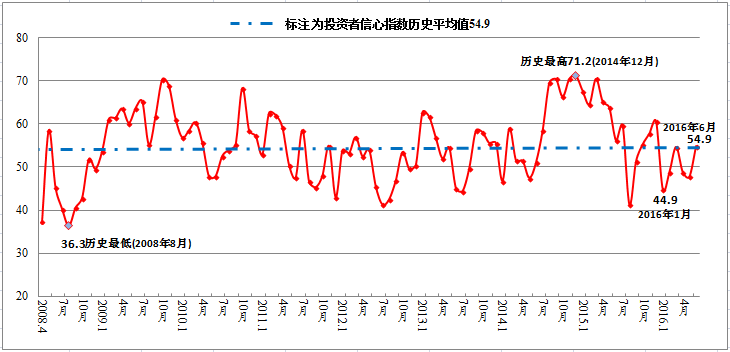 标注为投资者信心指数历史平均值54.9
80
70
60
50
40
30
20
历史最高71.2(2014年12月)
2016年6月
54.9
44.9
2016年1月
36.3历史最低(2008年8月)
2008.4
7月
10月
2009.1
4月
7月
10月
2010.1
4月
7月
10月
2011.1
4月
7月
10月
2012.1
4月
7月
10月
2013.1
4月
7月
10月
2014.1
4月
7月
10月
2015.1
4月
7月
10月
2016.1
4月